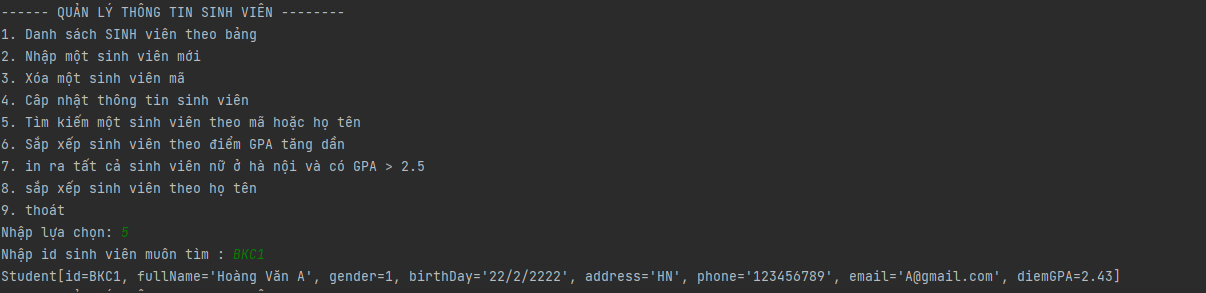 ------ QUẢN LÝ THÔNG TIN SINH VIÊN --------
1. Danh sách SINH viên theo bảng
2. Nhập một sinh viên mới
3. Xóa một sinh viên mã
4. Câp nhật thông tin sinh viên
5. Tìm kiếm một sinh viên theo mã hoặc họ tên
6. Sắp xếp sinh viên theo điểm GPA tăng dần
7. in ra tất cả sinh viên nữ ở hà nội và có GPA > 2.5
8. sắp xếp sinh viên theo họ tên
9. thoát
Nhập lựa chọn: 5
Nhập id sinh viên muôn tìm : BKC1
Student[id=BKC1, fullName='Hoàng Văn A', gender=1, birthDay='22/2/2222', address='HN', phone='123456789', email='A@gmail.com', diemGPA=2.43]